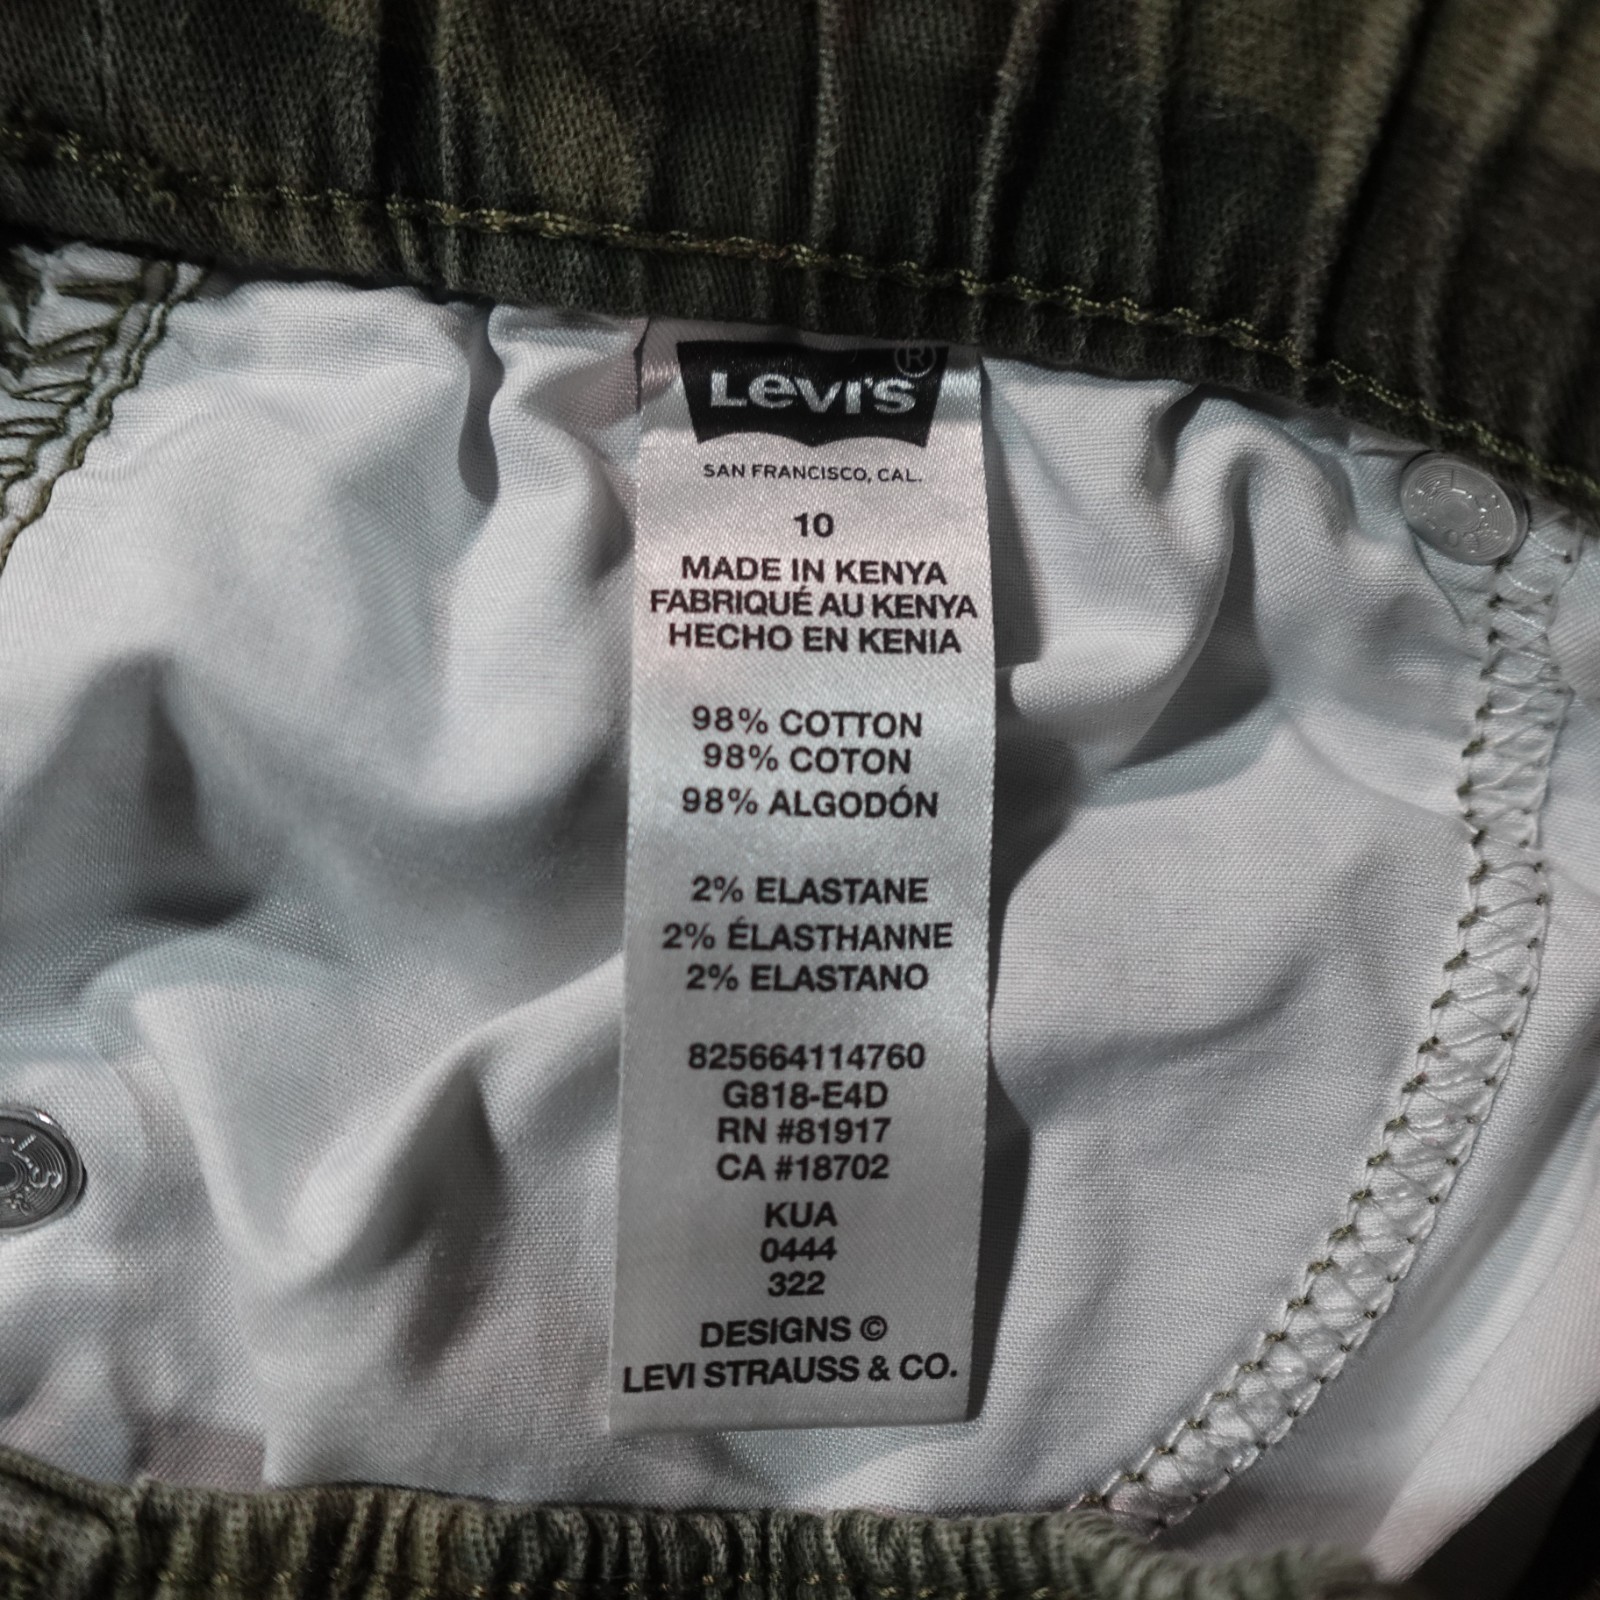 Levi's®
SAN FRANCISCO, CAL.
10
MADE IN KENYA
FABRIQUÉ AU KENYA
HECHO EN KENIA
98% COTTON
98% COTON
98% ALGODÓN
2% ELASTANE
2% ÉLASTHANNE
2% ELASTANO
825664114760
G818-E4D
RN #81917
CA #18702
KUA
0444
322
DESIGNS ©
LEVI STRAUSS & CO.